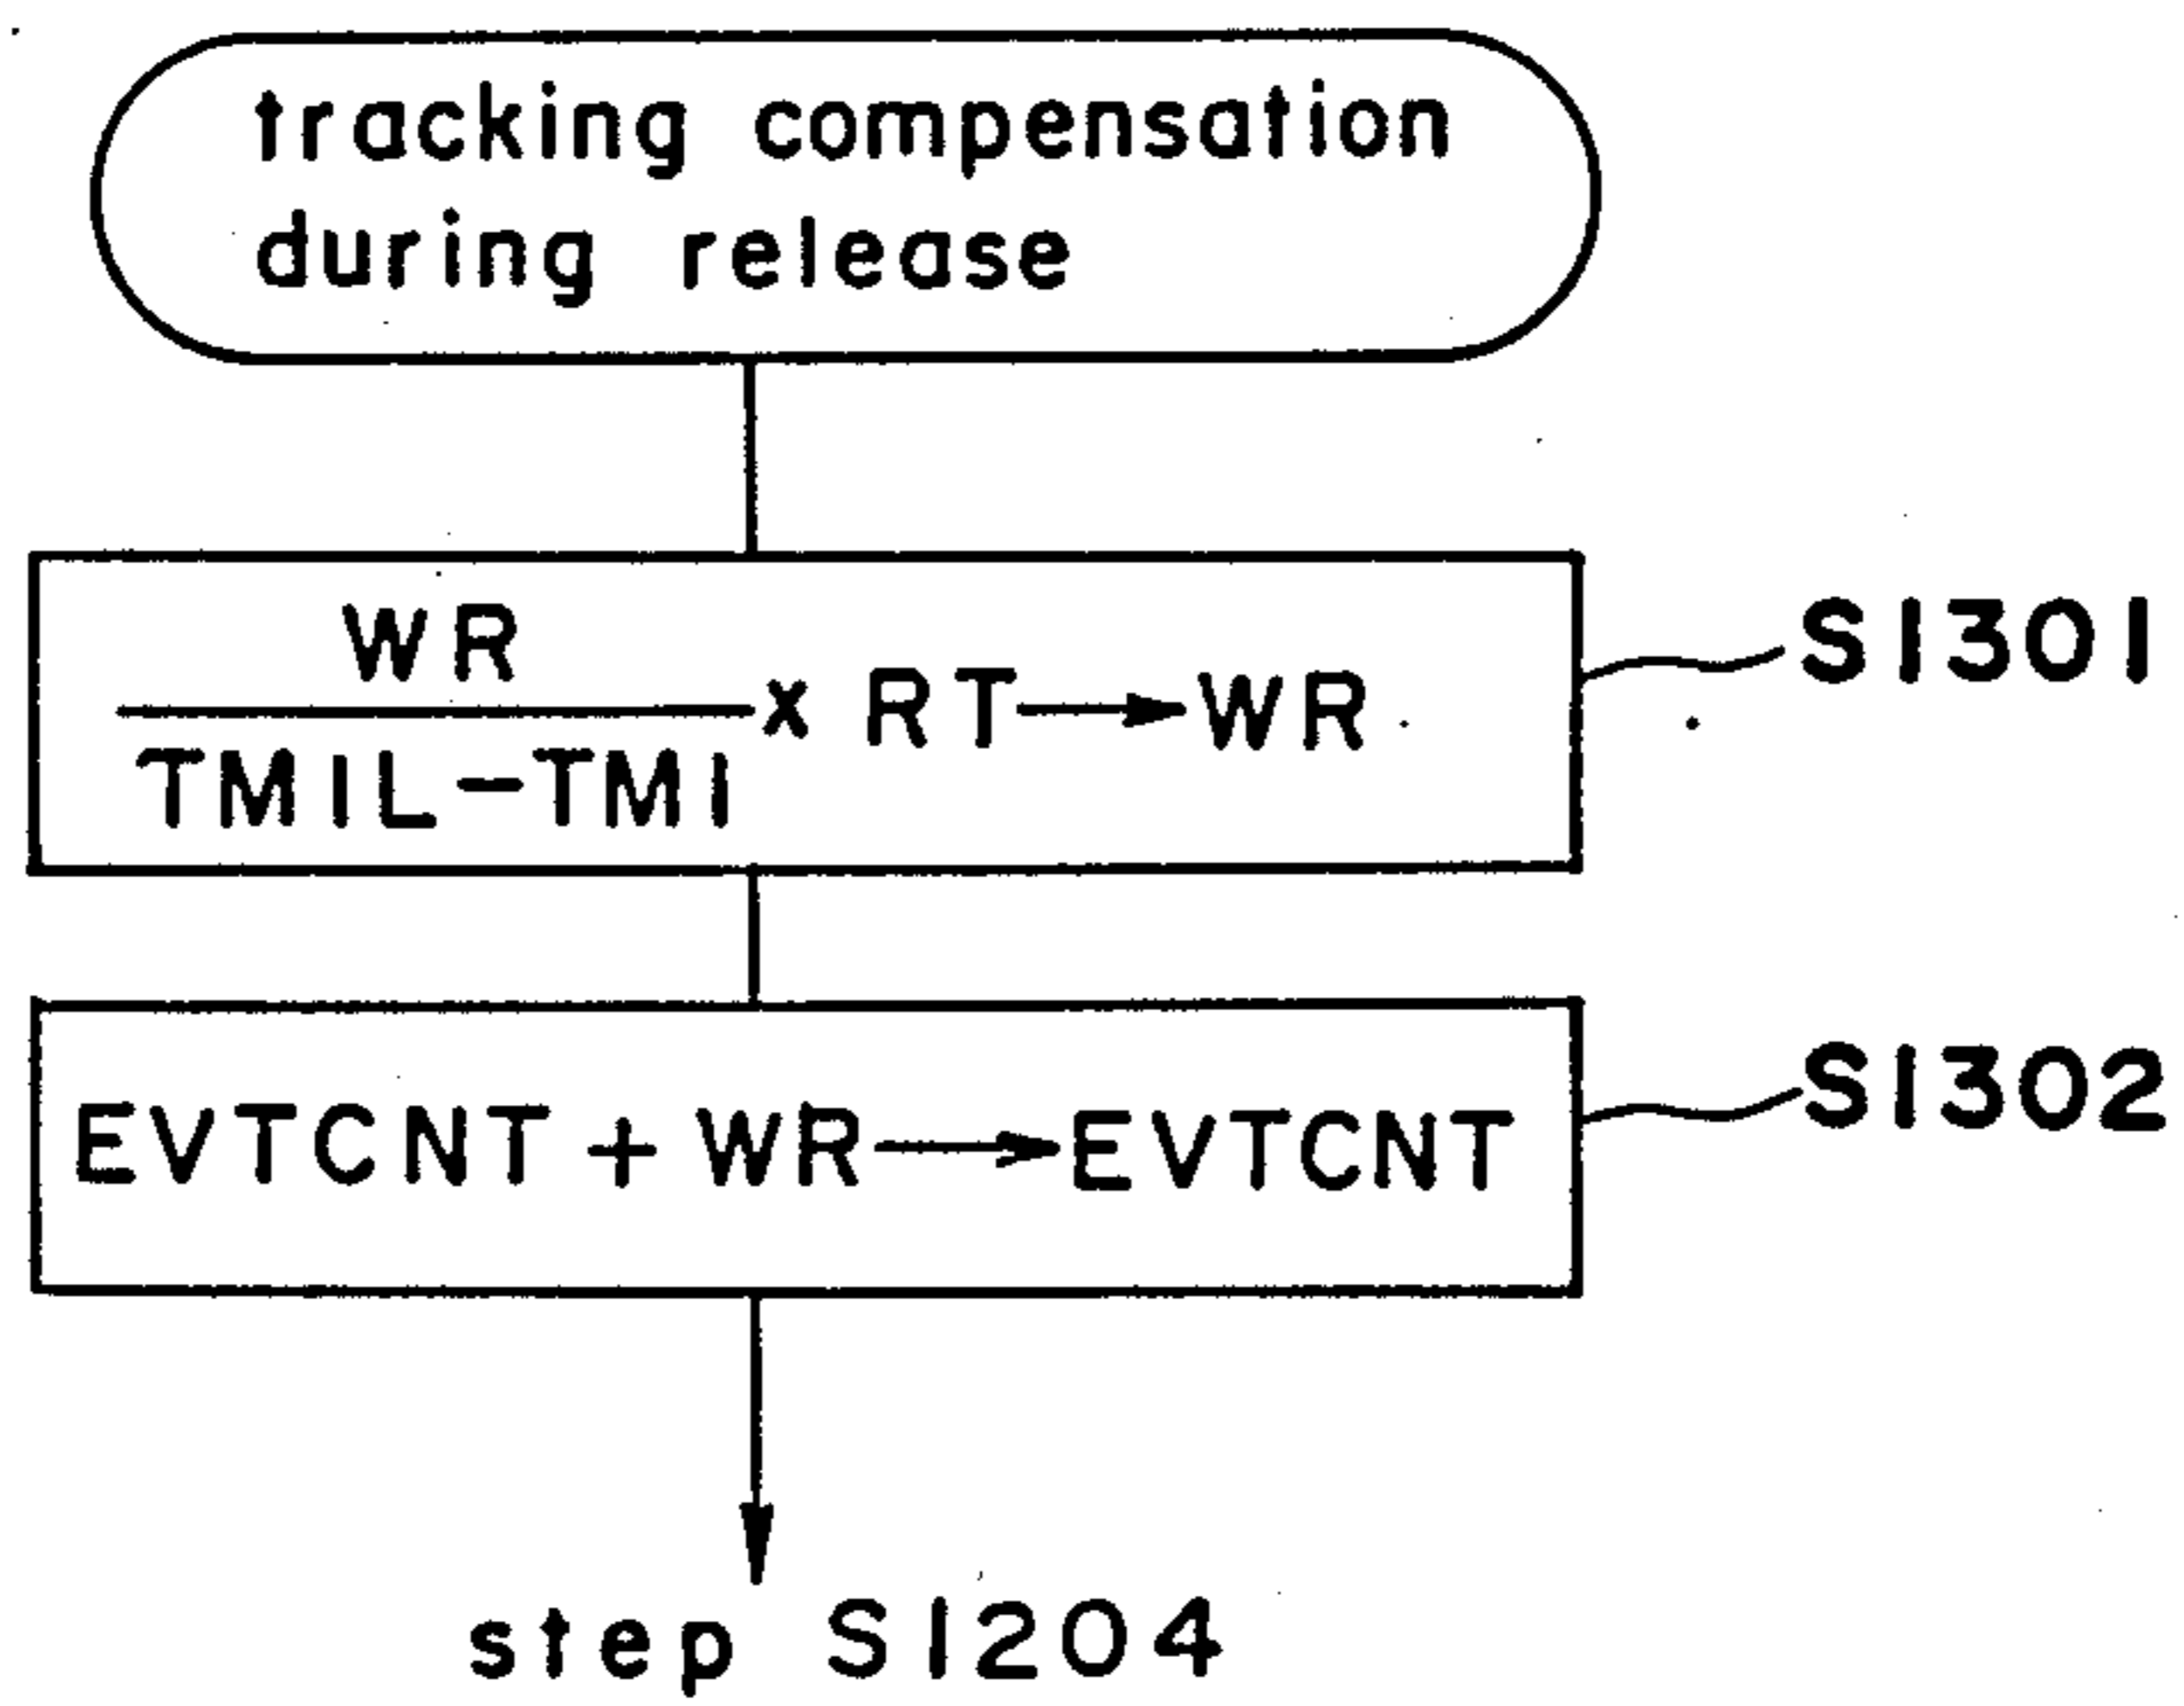 tracking compensation
during release
WR
TMIL-TMI
x RT→WR
S1301
EVTCNT+WR→EVTCNT
S1302
step S1204